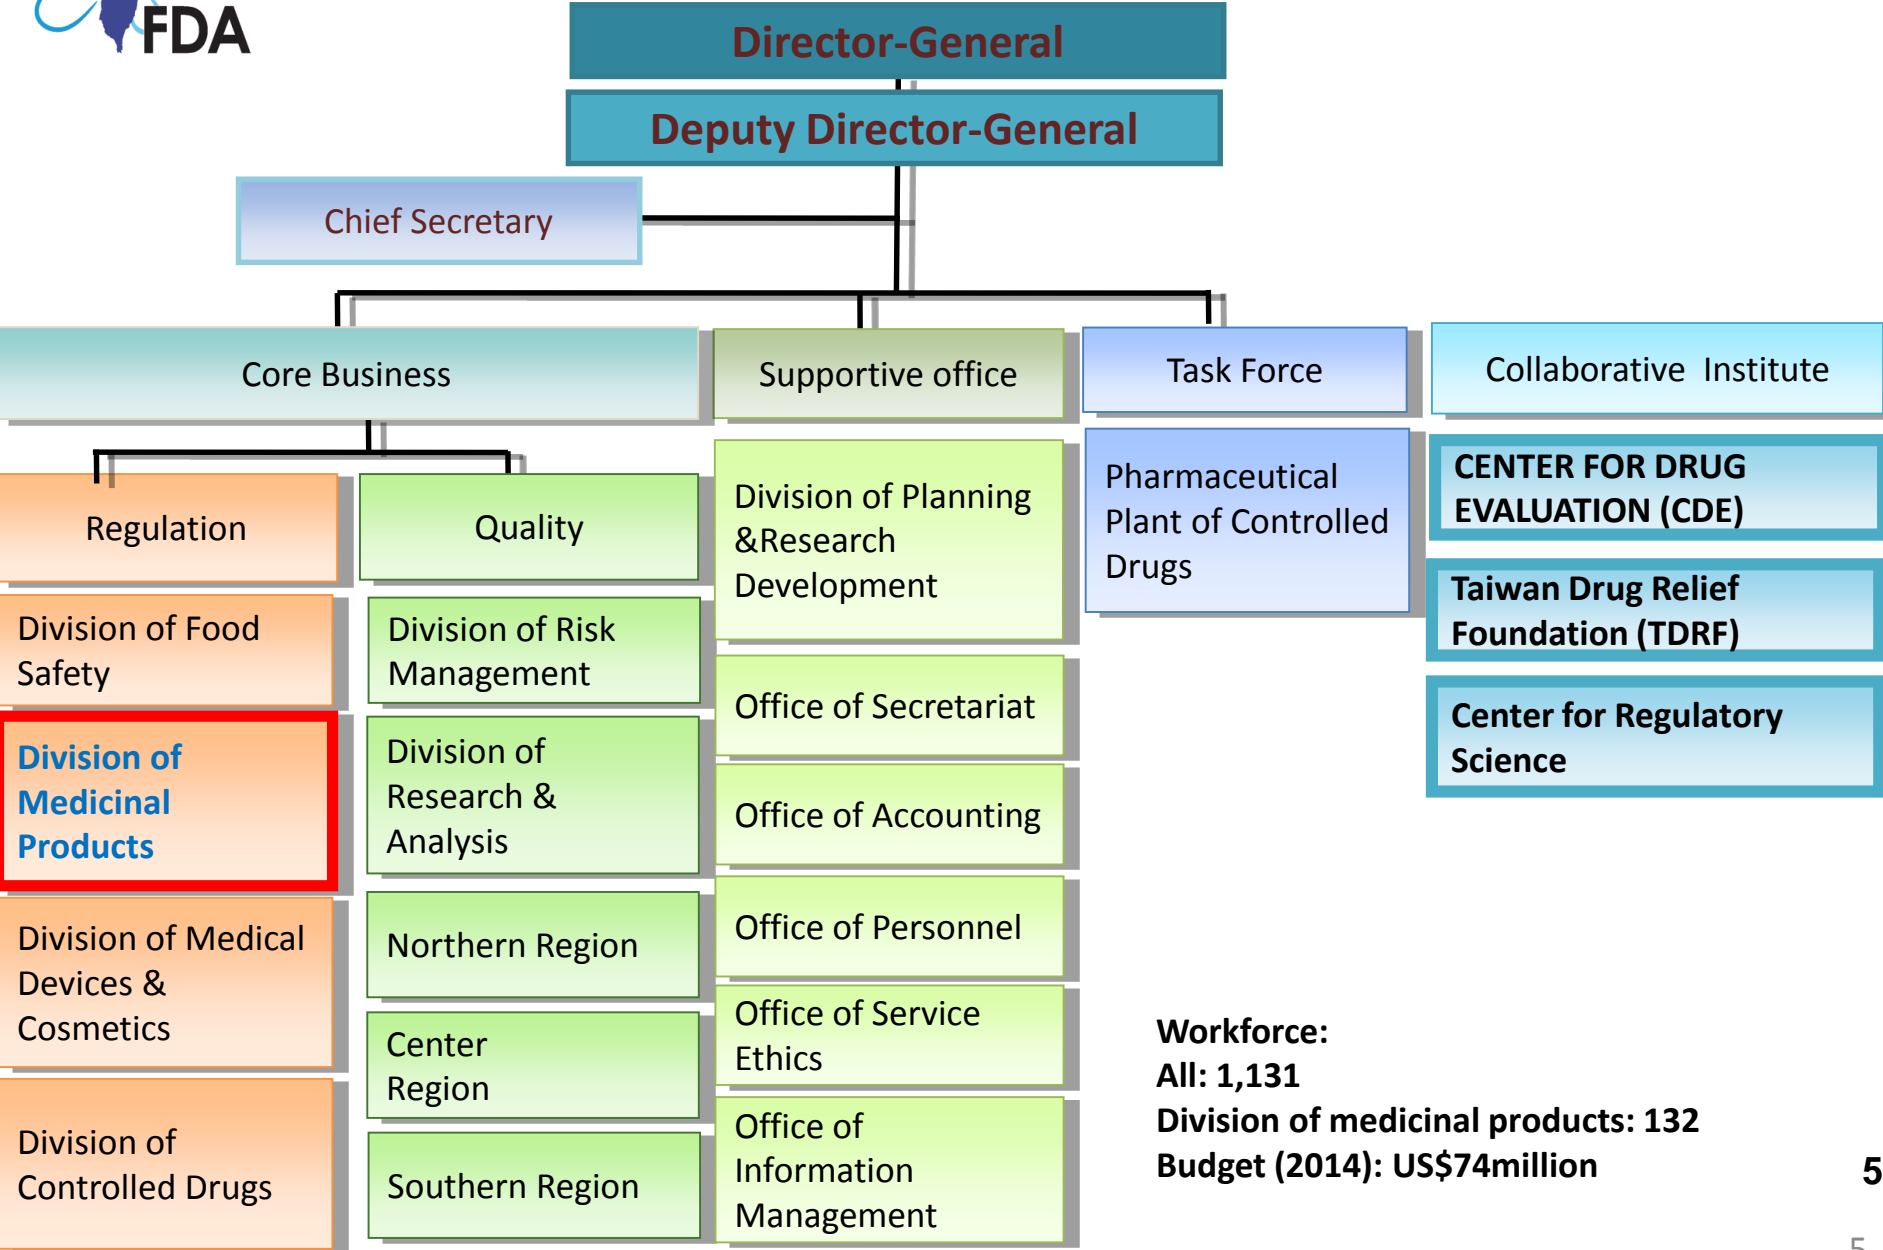 FDA
Director-General
Deputy Director-General
Chief Secretary
Core Business
Supportive office
Task Force
Collaborative Institute
Regulation
Division of Food
Safety
Division of
Medicinal
Products
Division of Medical
Devices &
Cosmetics
Division of
Controlled Drugs
Quality
Division of Risk
Management
Division of
Research &
Analysis
Northern Region
Center
Region
Southern Region
Division of Planning
&Research
Development
Office of Secretariat
Office of Accounting
Office of Personnel
Office of Service
Ethics
Office of
Information
Management
Pharmaceutical
Plant of Controlled
Drugs
CENTER FOR DRUG
EVALUATION (CDE)
Taiwan Drug Relief
Foundation (TDRF)
Center for Regulatory
Science
Workforce:
All: 1,131
Division of medicinal products: 132
Budget (2014): US$74million
5
5